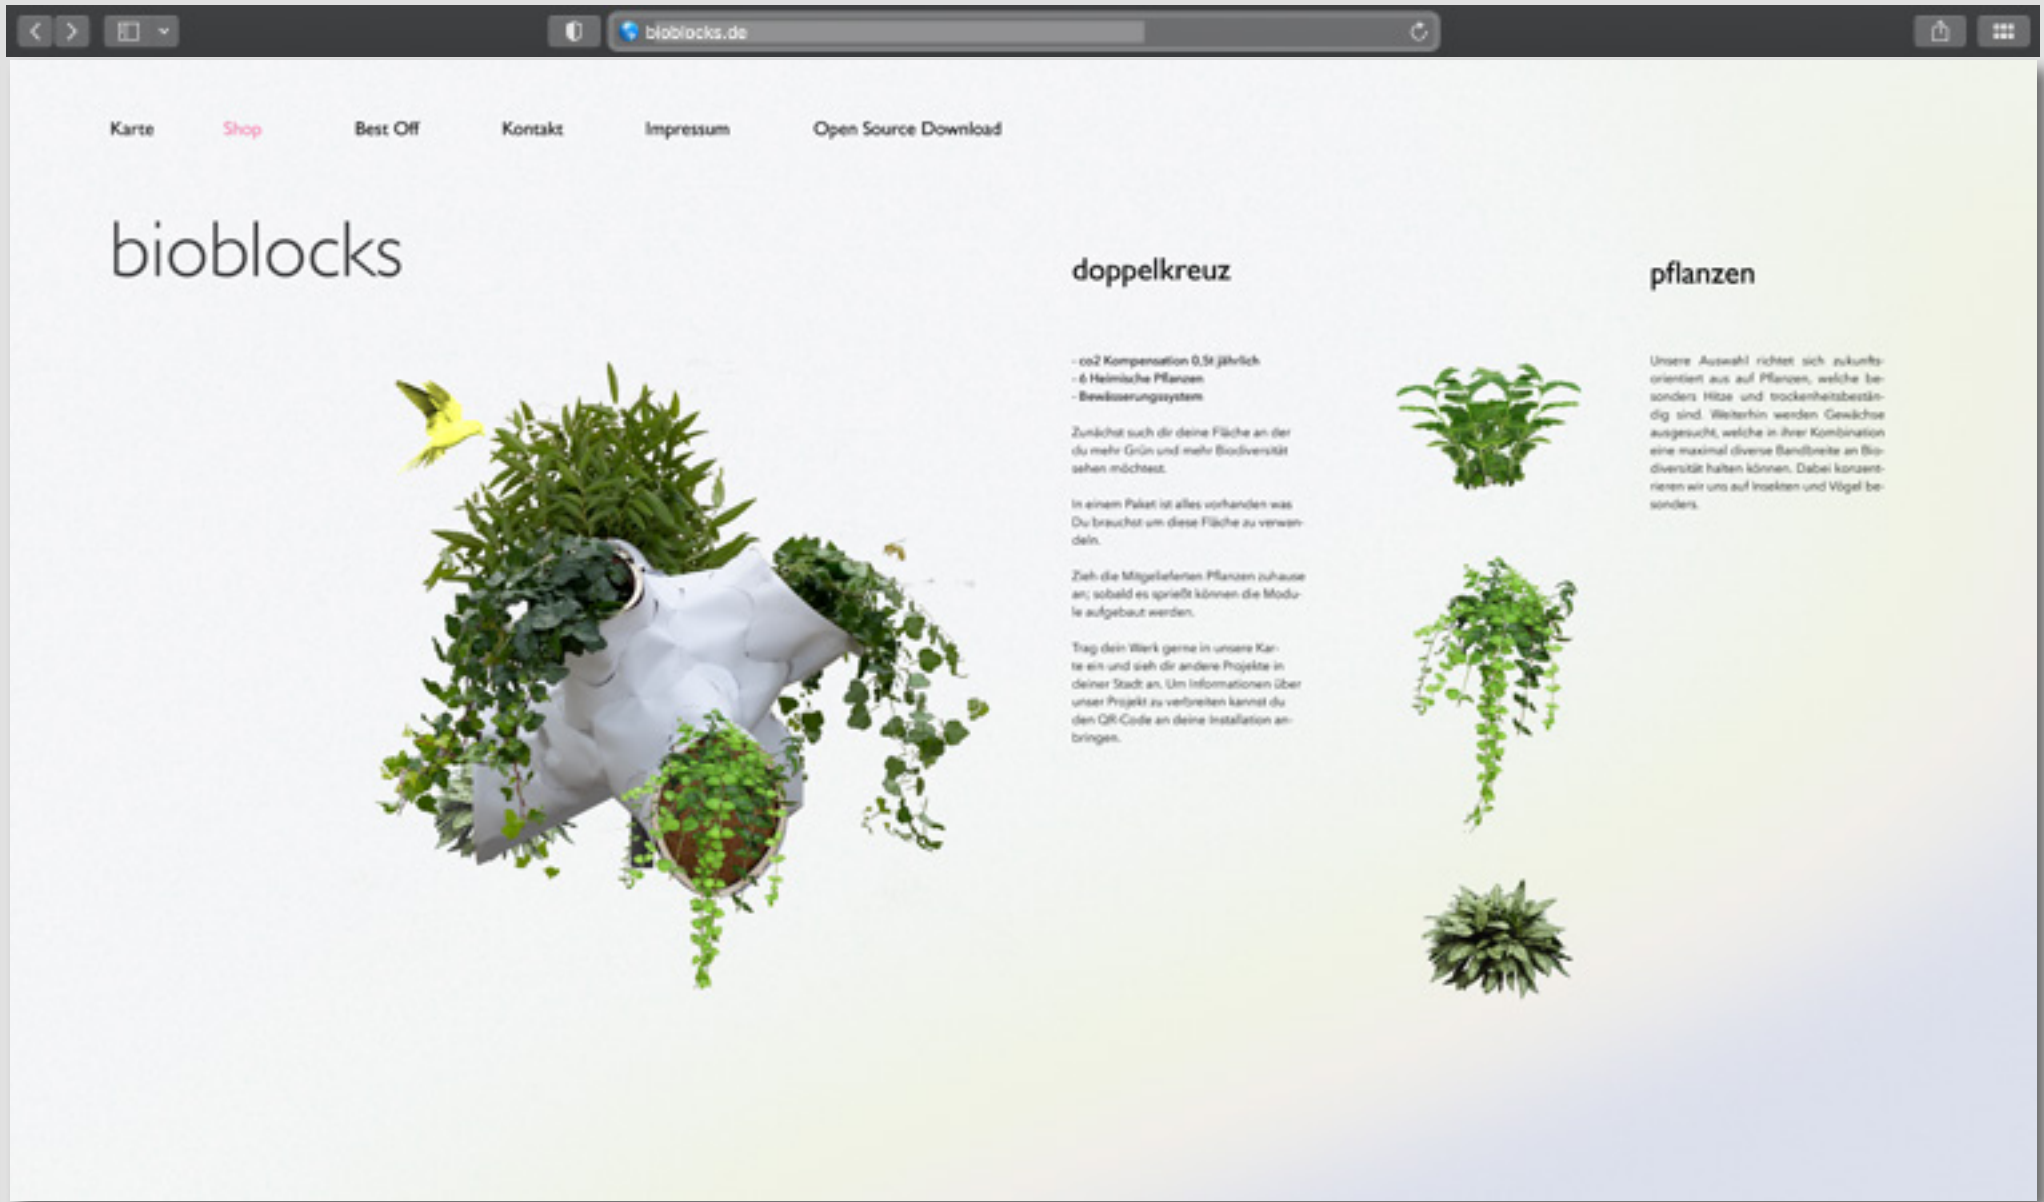 bioblocks.de
Karte Shop Best Off Kontakt Impressum Open Source Download
bioblocks
doppelkreuz
- co2 Kompensation 0,5t jährlich
- 6 Heimische Pflanzen
- Bewässerungssystem
Zunächst such dir deine Fläche an der
du mehr Grün und mehr Biodiversität
sehen möchtest.
In einem Paket ist alles vorhanden was
Du brauchst um diese Fläche zu verwan-
deln.
Zieh die Mitgelieferten Pflanzen zuhause
an; sobald es sprießt können die Modu-
le aufgebaut werden.
Trag dein Werk gerne in unsere Kar-
te ein und sieh dir andere Projekte in
deiner Stadt an. Um Informationen über
unser Projekt zu verbreiten kannst du
den QR-Code an deine Installation an-
bringen.
pflanzen
Unsere Auswahl richtet sich zukunfts-
orientiert aus auf Pflanzen, welche be-
sonders Hitze und trockenheitsbestän-
dig sind. Weiterhin werden Gewächse
ausgesucht, welche in ihrer Kombination
eine maximal diverse Bandbreite an Bio-
diversität halten können. Dabei konzent-
rieren wir uns auf Insekten und Vögel be-
sonders.